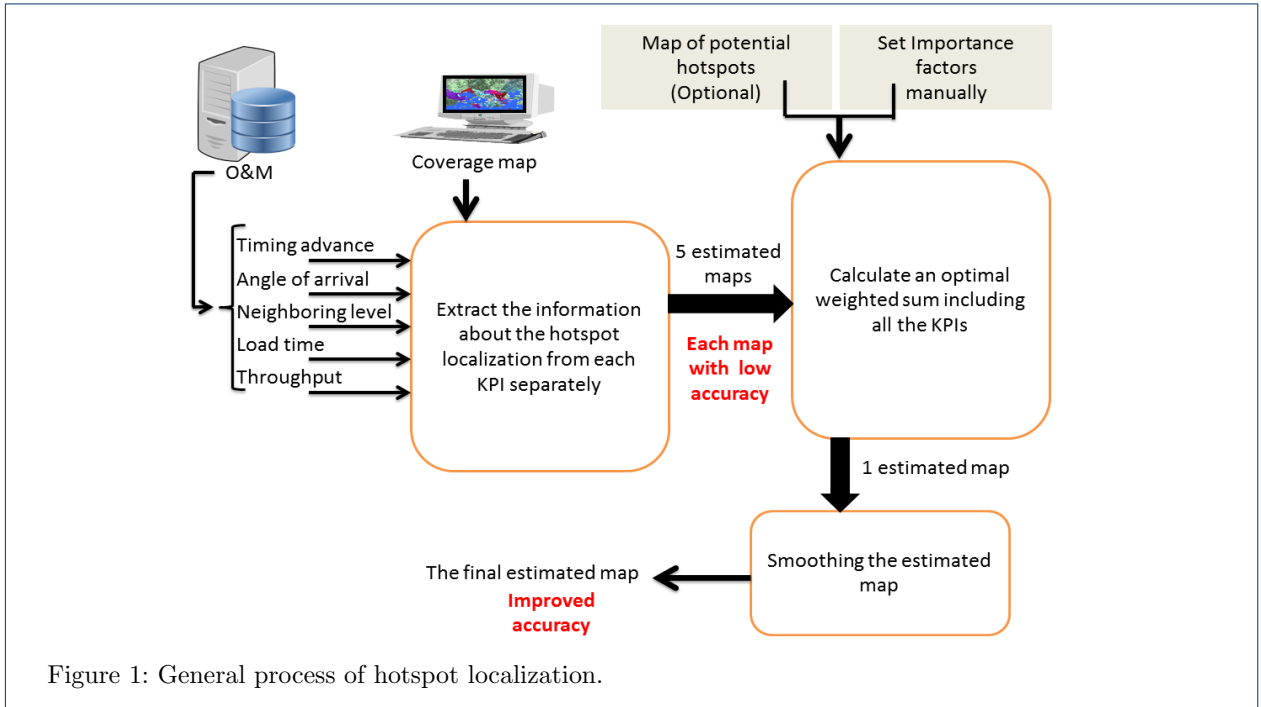 Map of potential
hotspots
(Optional)
Set Importance
factors
manually
O&M
Coverage map
Timing advance
Angle of arrival
Neighboring level
Load time
Throughput
Extract the information
about the hotspot
localization from each
KPI separately
5 estimated
maps
Each map
with low
accuracy
Calculate an optimal
weighted sum including
all the KPIs
1 estimated map
Smoothing the estimated
map
The final estimated map
Improved
accuracy
Figure 1: General process of hotspot localization.